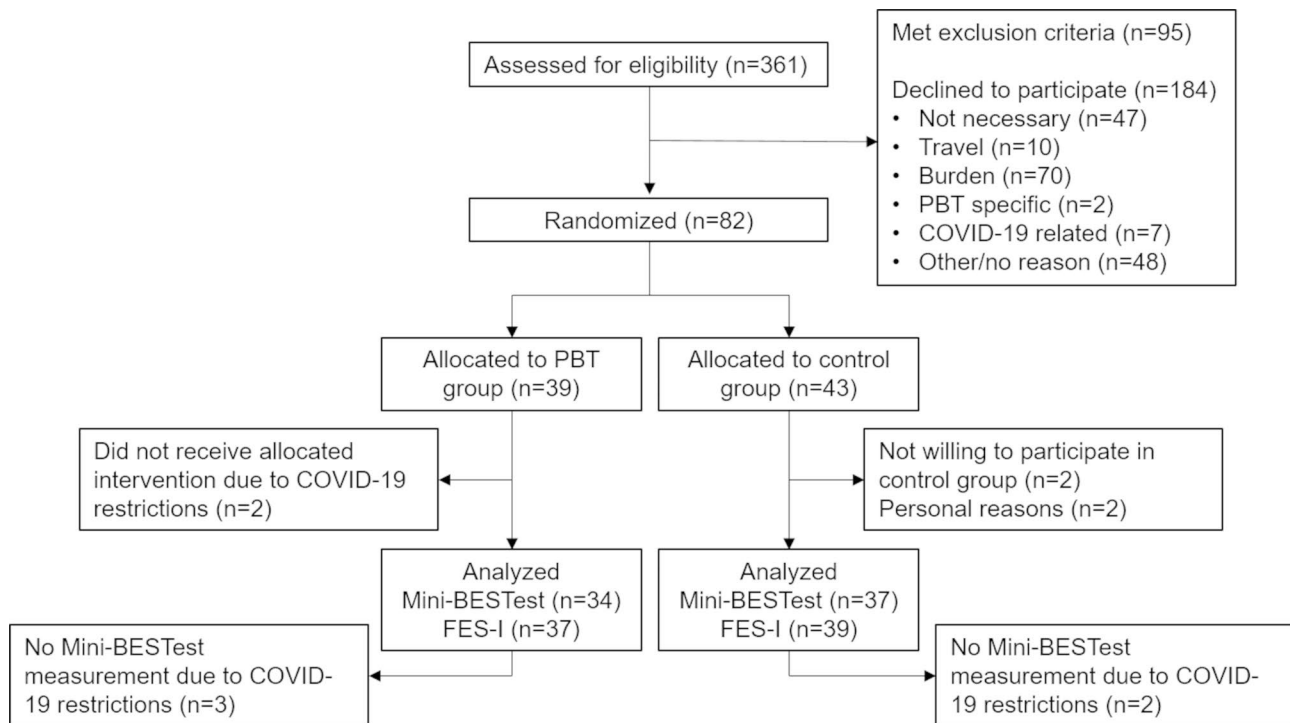 Assessed for eligibility (n=361)
Met exclusion criteria (n=95)
Declined to participate (n=184)
• Not necessary (n=47)
• Travel (n=10)
• Burden (n=70)
• PBT specific (n=2)
• COVID-19 related (n=7)
• Other/no reason (n=48)
Randomized (n=82)
Allocated to PBT
group (n=39)
Allocated to control
group (n=43)
Did not receive allocated
intervention due to COVID-19
restrictions (n=2)
Not willing to participate in
control group (n=2)
Personal reasons (n=2)
Analyzed
Mini-BESTest (n=34)
FES-I (n=37)
Analyzed
Mini-BESTest (n=37)
FES-I (n=39)
No Mini-BESTest
measurement due to COVID-
19 restrictions (n=3)
No Mini-BESTest
measurement due to COVID-
19 restrictions (n=2)